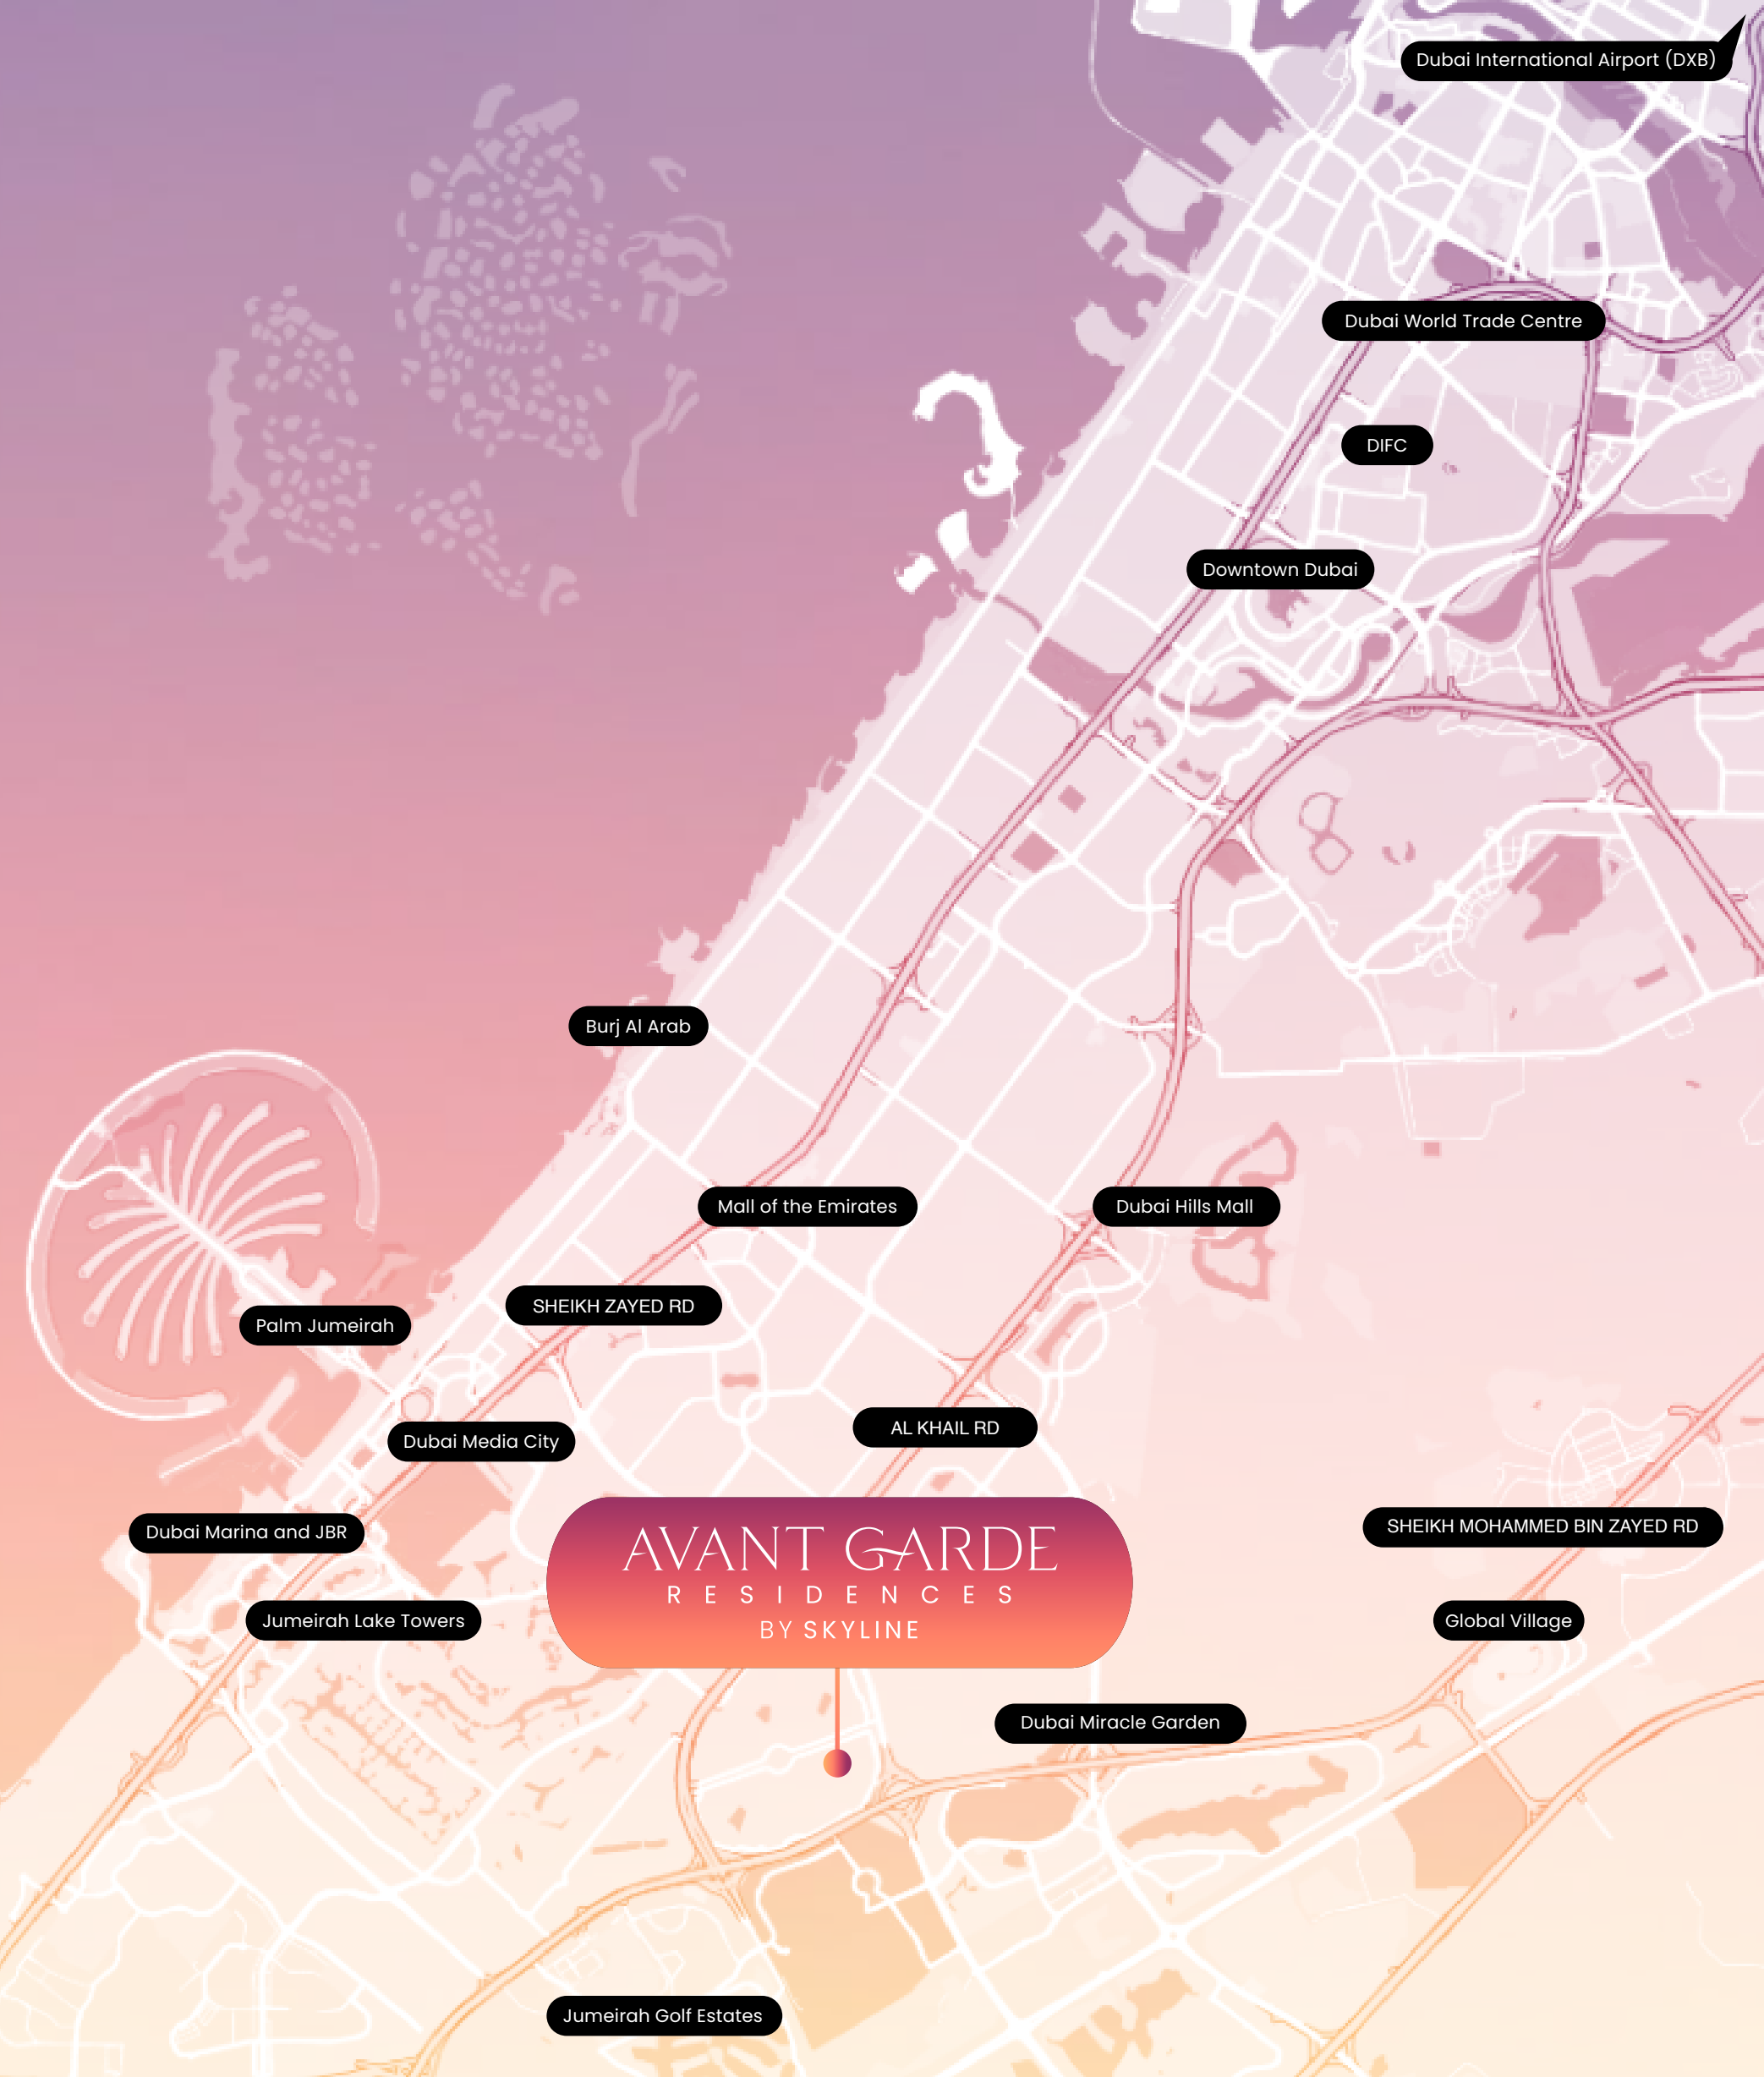 Dubai International Airport (DXB)
Dubai World Trade Centre
DIFC
Downtown Dubai
Burj Al Arab
Mall of the Emirates
Dubai Hills Mall
SHEIKH ZAYED RD
Palm Jumeirah
AL KHAIL RD
Dubai Media City
SHEIKH MOHAMMED BIN ZAYED RD
Dubai Marina and JBR
AVANT GARDE
RESIDENCES
BY SKYLINE
Jumeirah Lake Towers
Global Village
Dubai Miracle Garden
Jumeirah Golf Estates